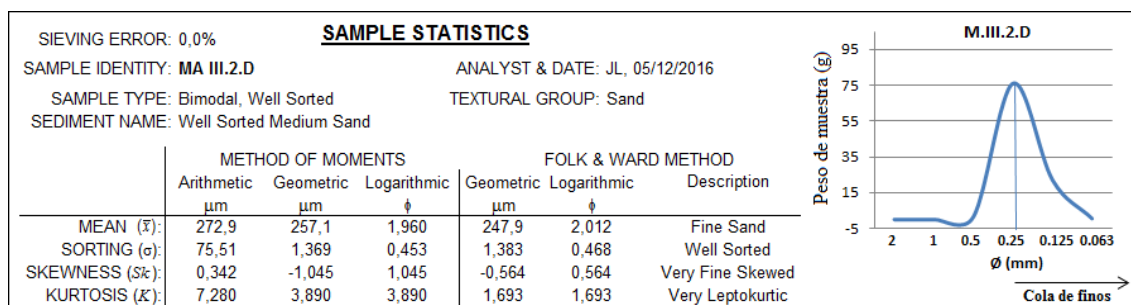 SAMPLE STATISTICS
SIEVING ERROR: 0,0%
SAMPLE IDENTITY: MA III.2.D ANALYST & DATE: JL, 05/12/2016
SAMPLE TYPE: Bimodal, Well Sorted TEXTURAL GROUP: Sand
SEDIMENT NAME: Well Sorted Medium Sand
METHOD OF MOMENTS FOLK & WARD METHOD
Arithmetic Geometric Logarithmic Geometric Logarithmic Description
μm μm ϕ μm ϕ
MEAN (x̄) 272,9 257,1 1,960 247,9 2,012 Fine Sand
SORTING (σ) 75,51 1,369 0,453 1,383 0,468 Well Sorted
SKEWNESS (Sk) 0,342 -1,045 1,045 -0,564 0,564 Very Fine Skewed
KURTOSIS (K) 7,280 3,890 3,890 1,693 1,693 Very Leptokurtic
M.III.2.D
Peso de muestra (g)
95
75
55
35
15
-5
2 1 0.5 0.25 0.125 0.063
Ø (mm)
Cola de finos